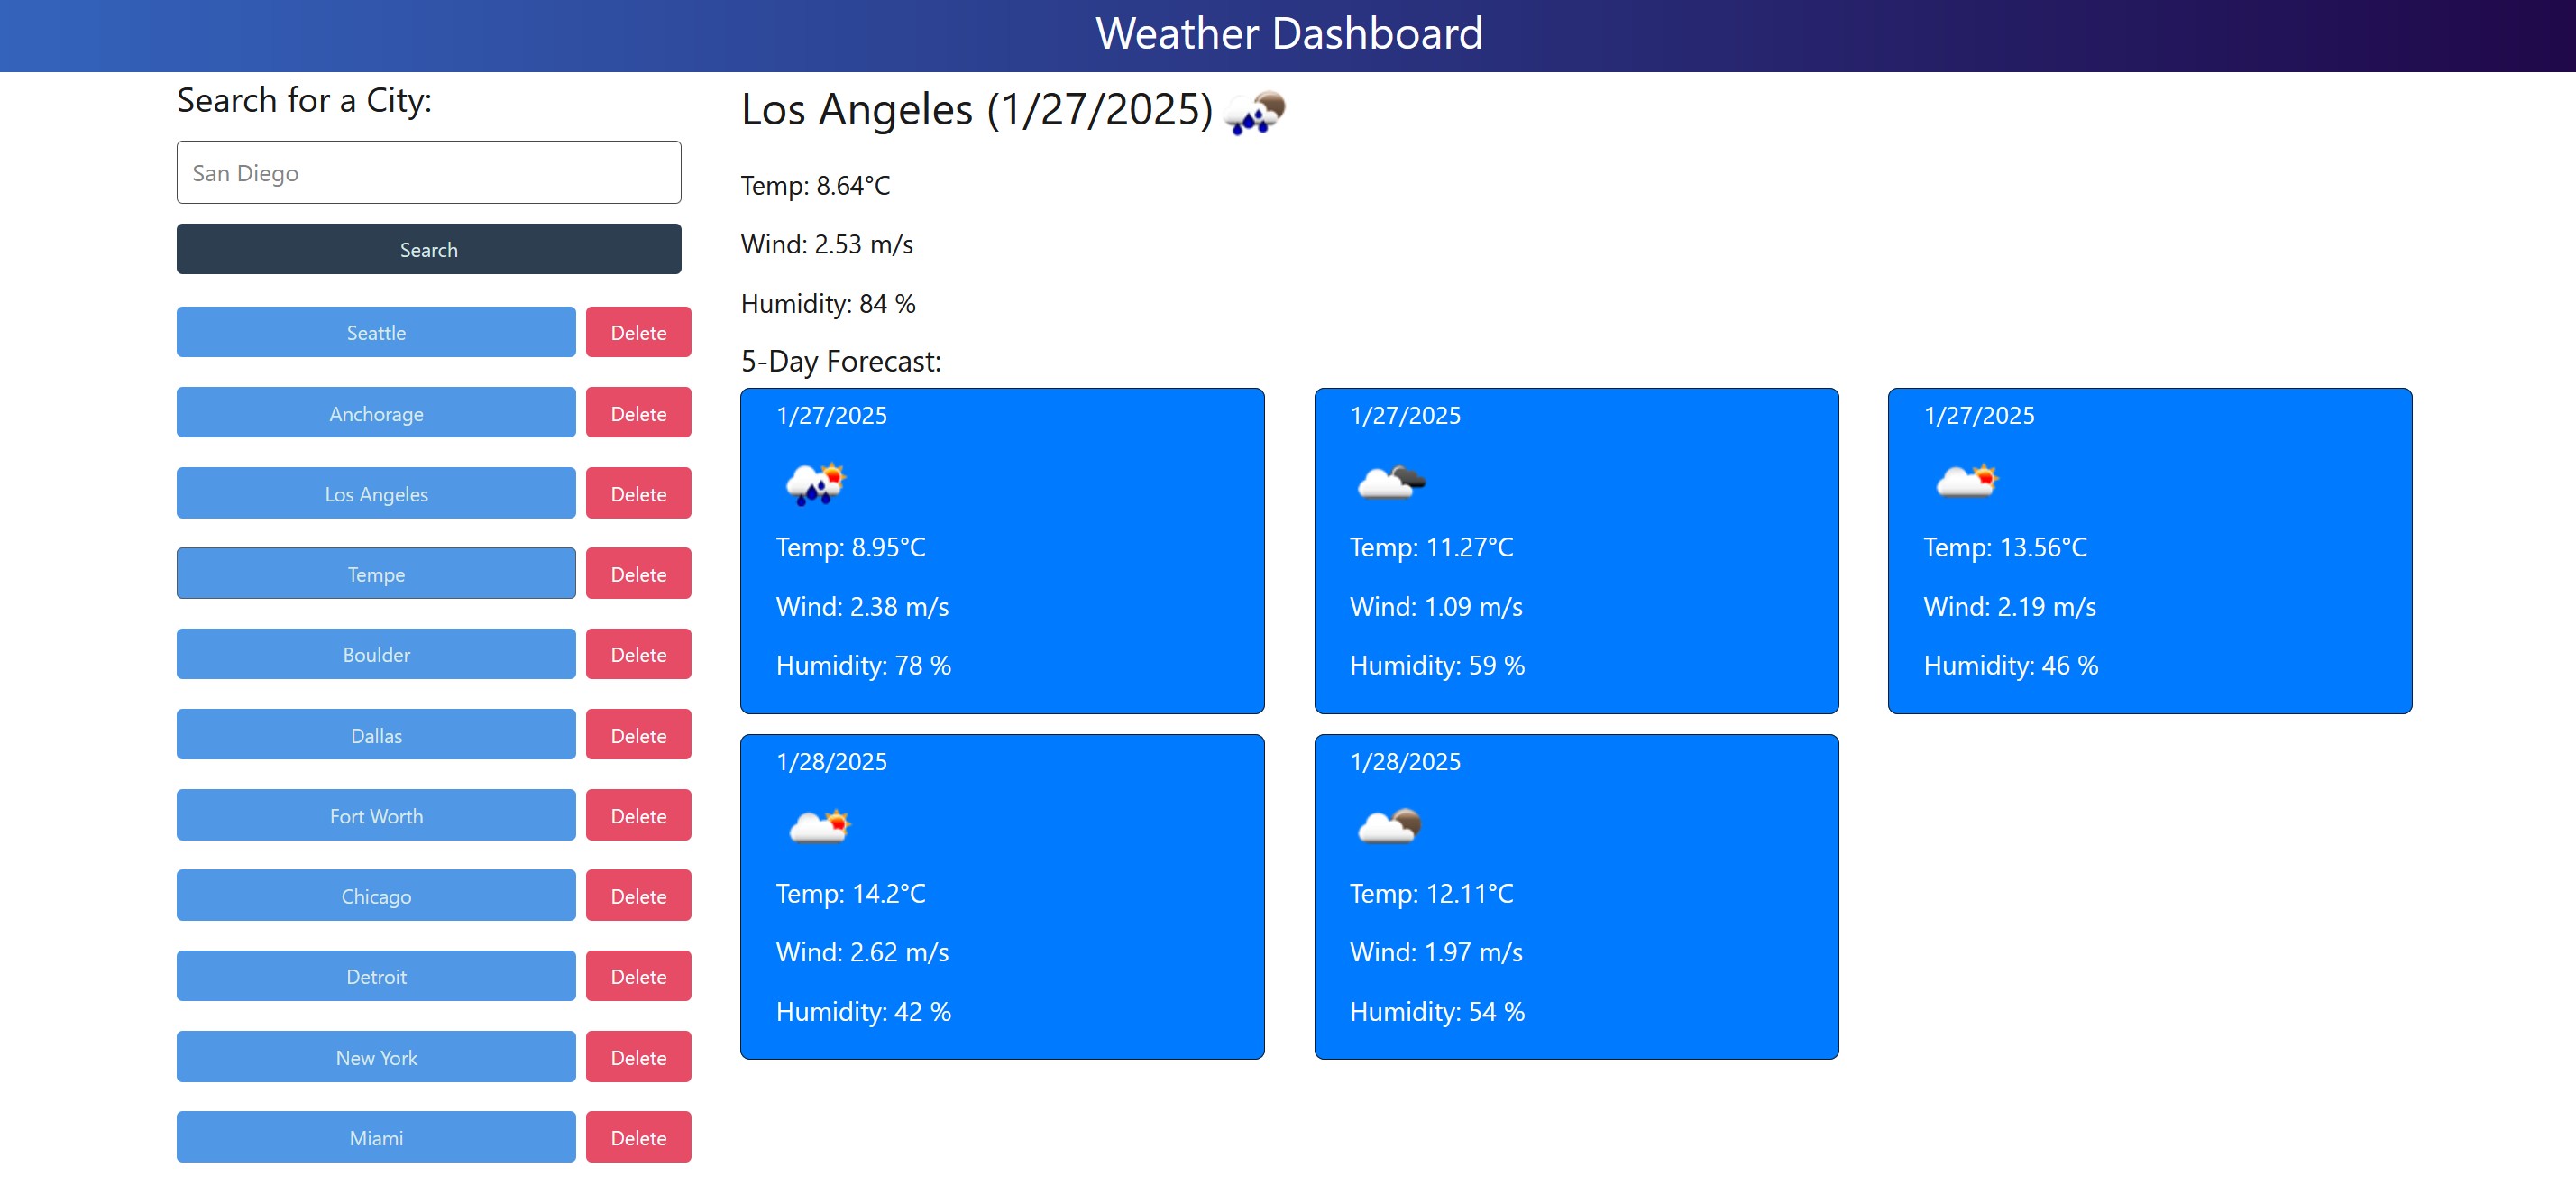 Weather Dashboard
Search for a City:
San Diego
Search
Seattle
Delete
Anchorage
Delete
Los Angeles
Delete
Tempe
Delete
Boulder
Delete
Dallas
Delete
Fort Worth
Delete
Chicago
Delete
Detroit
Delete
New York
Delete
Miami
Delete
Los Angeles (1/27/2025)
Temp: 8.64°C
Wind: 2.53 m/s
Humidity: 84 %
5-Day Forecast:
1/27/2025
Temp: 8.95°C
Wind: 2.38 m/s
Humidity: 78 %
1/27/2025
Temp: 11.27°C
Wind: 1.09 m/s
Humidity: 59 %
1/27/2025
Temp: 13.56°C
Wind: 2.19 m/s
Humidity: 46 %
1/28/2025
Temp: 14.2°C
Wind: 2.62 m/s
Humidity: 42 %
1/28/2025
Temp: 12.11°C
Wind: 1.97 m/s
Humidity: 54 %